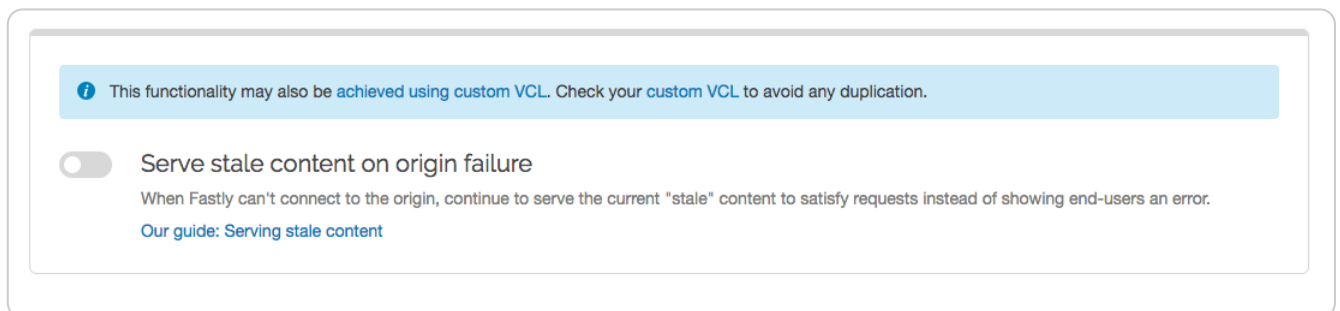 This functionality may also be achieved using custom VCL. Check your custom VCL to avoid any duplication.
Serve stale content on origin failure
When Fastly can't connect to the origin, continue to serve the current "stale" content to satisfy requests instead of showing end-users an error.
Our guide: Serving stale content